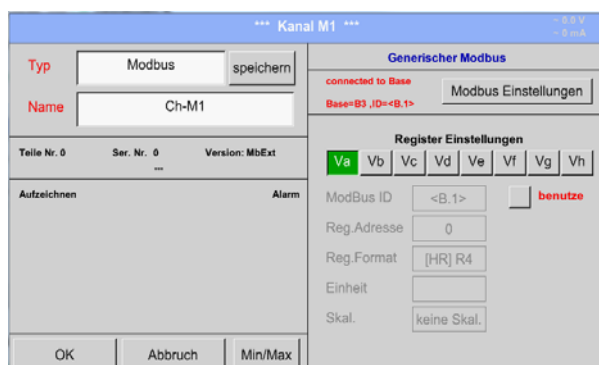 *** Kanal M1 ***
~ 0.0 V
~ 0 mA
Typ
Modbus
speichern
Name
Ch-M1
Teile Nr. 0 Ser. Nr. 0 Version: MbExt
...
Aufzeichnen Alarm
OK Abbruch Min/Max
Generischer Modbus
connected to Base
Base=B3 ,ID=<B.1>
Modbus Einstellungen
Register Einstellungen
Va Vb Vc Vd Ve Vf Vg Vh
ModBus ID <B.1> benutze
Reg.Adresse 0
Reg.Format [HR] R4
Einheit
Skal. keine Skal.